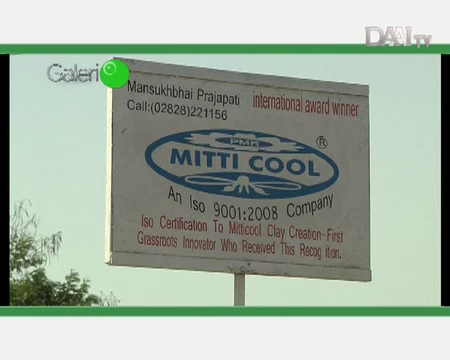 DAAI TV
Galeri
Mansukhbhai Prajapati international award winner
Call:(02828)221156
PMR
MITTI COOL ®
An Iso 9001:2008 Company
Iso Certification To Mitticool Clay Creation-First
Grassroots Innovator Who Received This Recog ition.